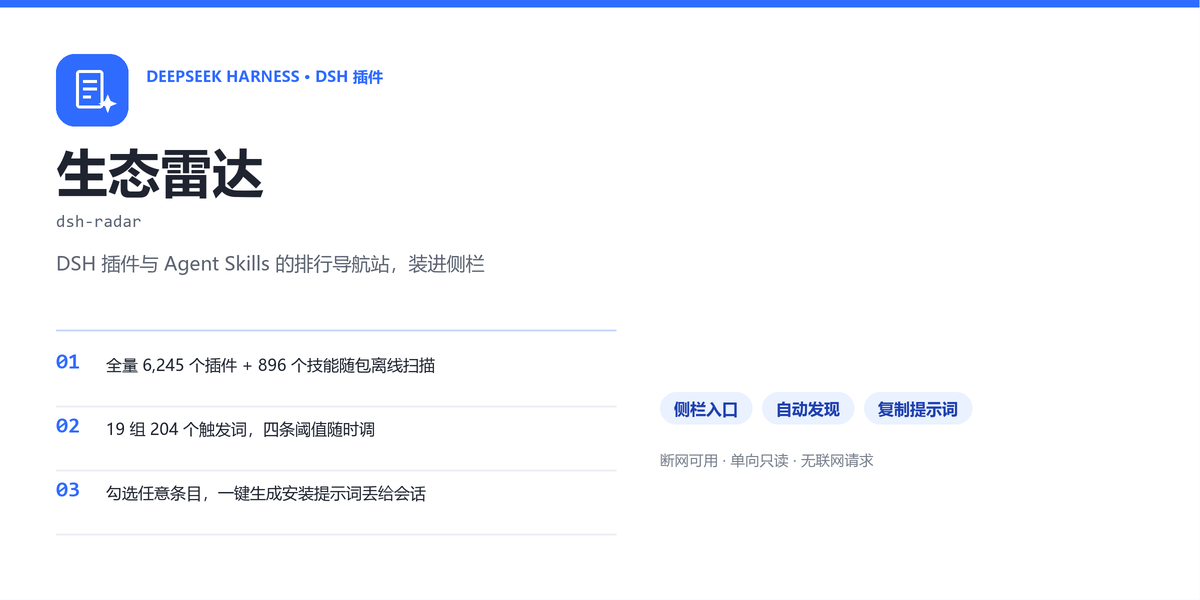 DEEPSEEK HARNESS • DSH 插件
生态雷达
dsh-radar
DSH 插件与 Agent Skills 的排行导航站，装进侧栏
01 全量 6,245 个插件 + 896 个技能随包离线扫描
02 19 组 204 个触发词，四条阈值随时调
03 勾选任意条目，一键生成安装提示词丢给会话
侧栏入口 自动发现 复制提示词
断网可用 · 单向只读 · 无联网请求